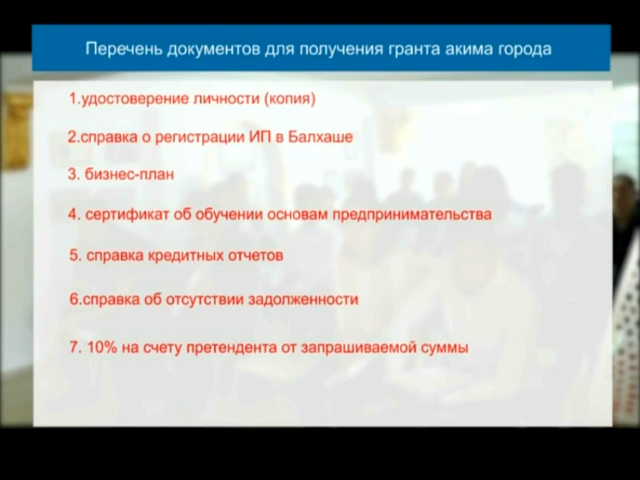 Перечень документов для получения гранта акима города
1.удостоверение личности (копия)
2.справка о регистрации ИП в Балхаше
3. бизнес-план
4. сертификат об обучении основам предпринимательства
5. справка кредитных отчетов
6.справка об отсутствии задолженности
7. 10% на счету претендента от запрашиваемой суммы